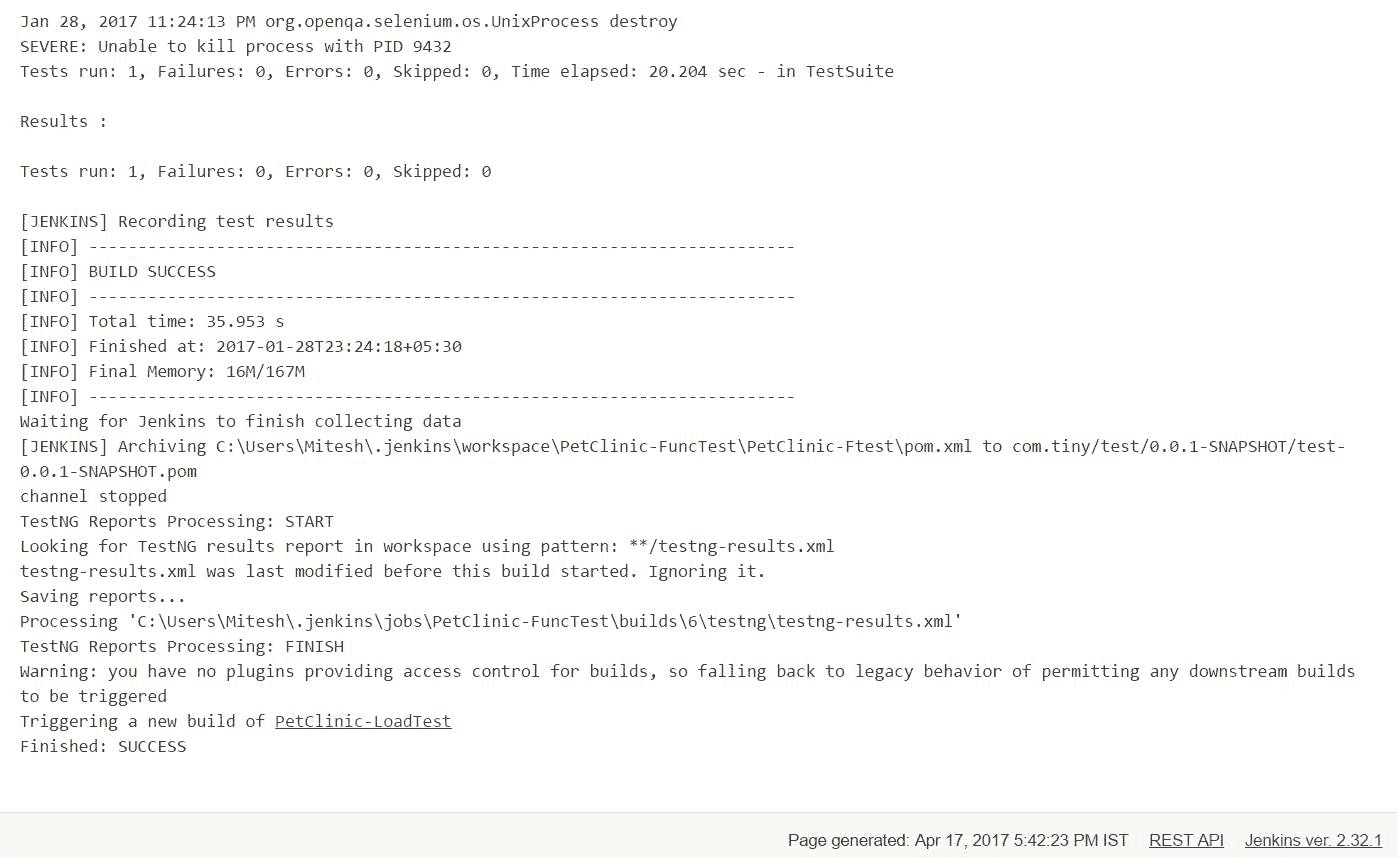 Jan 28, 2017 11:24:13 PM org.openqa.selenium.os.UnixProcess destroy
SEVERE: Unable to kill process with PID 9432
Tests run: 1, Failures: 0, Errors: 0, Skipped: 0, Time elapsed: 20.204 sec - in TestSuite
Results :
Tests run: 1, Failures: 0, Errors: 0, Skipped: 0
[JENKINS] Recording test results
[INFO] ------------------------------------------------------------------------
[INFO] BUILD SUCCESS
[INFO] ------------------------------------------------------------------------
[INFO] Total time: 35.953 s
[INFO] Finished at: 2017-01-28T23:24:18+05:30
[INFO] Final Memory: 16M/167M
[INFO] ------------------------------------------------------------------------
Waiting for Jenkins to finish collecting data
[JENKINS] Archiving C:\Users\Mitesh\.jenkins\workspace\PetClinic-FuncTest\PetClinic-Ftest\pom.xml to com.tiny/test/0.0.1-SNAPSHOT/test-
0.0.1-SNAPSHOT.pom
channel stopped
TestNG Reports Processing: START
Looking for TestNG results report in workspace using pattern: **/testng-results.xml
testng-results.xml was last modified before this build started. Ignoring it.
Saving reports...
Processing 'C:\Users\Mitesh\.jenkins\jobs\PetClinic-FuncTest\builds\6\testng\testng-results.xml'
TestNG Reports Processing: FINISH
Warning: you have no plugins providing access control for builds, so falling back to legacy behavior of permitting any downstream builds
to be triggered
Triggering a new build of PetClinic-LoadTest
Finished: SUCCESS
Page generated: Apr 17, 2017 5:42:23 PM IST REST API Jenkins ver. 2.32.1